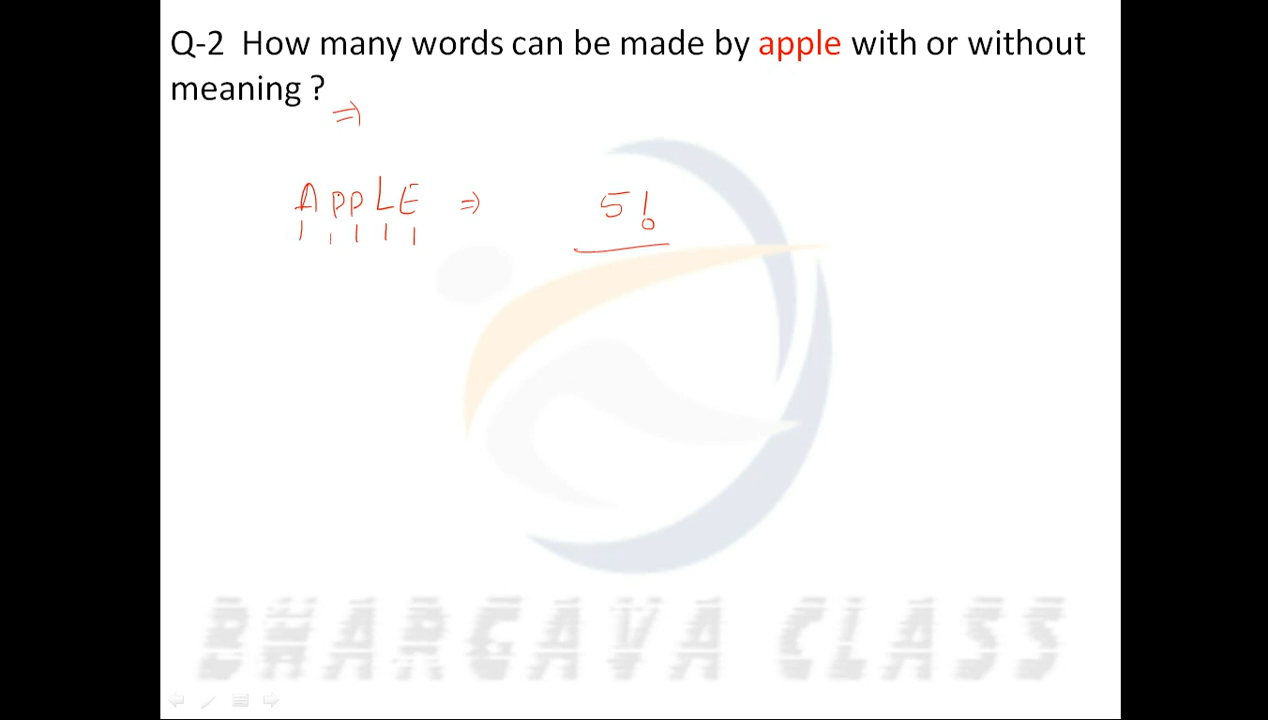 Q-2 How many words can be made by apple with or without
meaning ?
⇒
APPLE ⇒ 5!
BHARGAVA CLASS